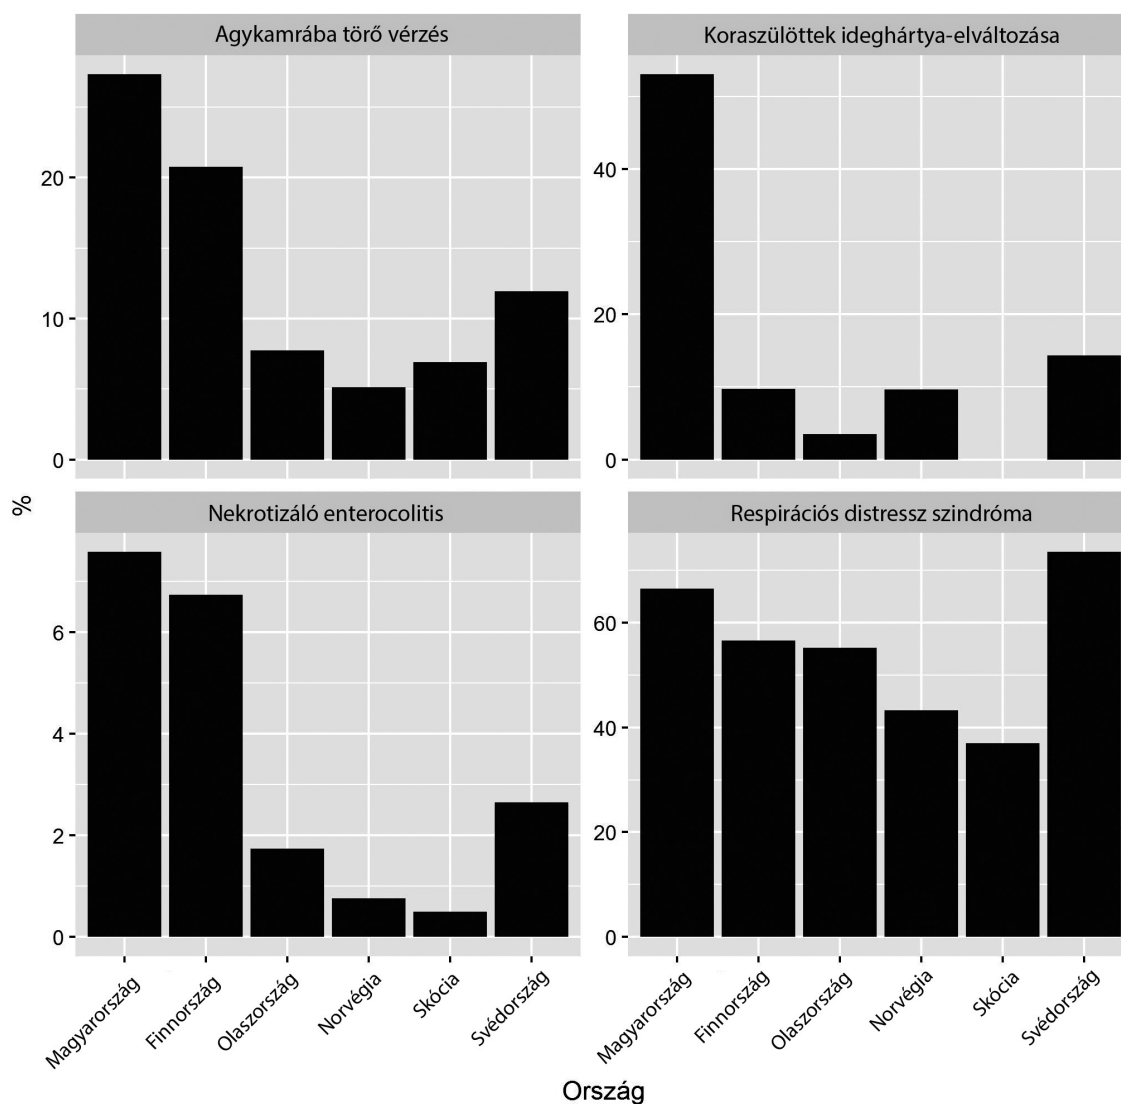 Agykamrába törő vérzés
Koraszülöttek ideghártya-elváltozása
20
10
0
40
20
0
%
Nekrotizáló enterocolitis
Respirációs distressz szindróma
6
4
2
0
60
40
20
0
Magyarország
Finnország
Olaszország
Norvégia
Skócia
Svédország
Magyarország
Finnország
Olaszország
Norvégia
Skócia
Svédország
Ország